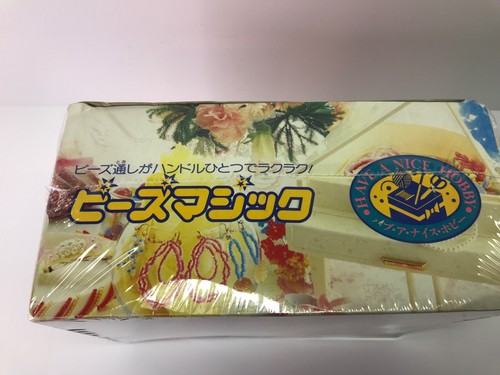 ビーズ通しがハンドルひとつでラクラク!
ビーズマジック
HAVE A NICE HOBBY
ハブ・ア・ナイス・ホビー